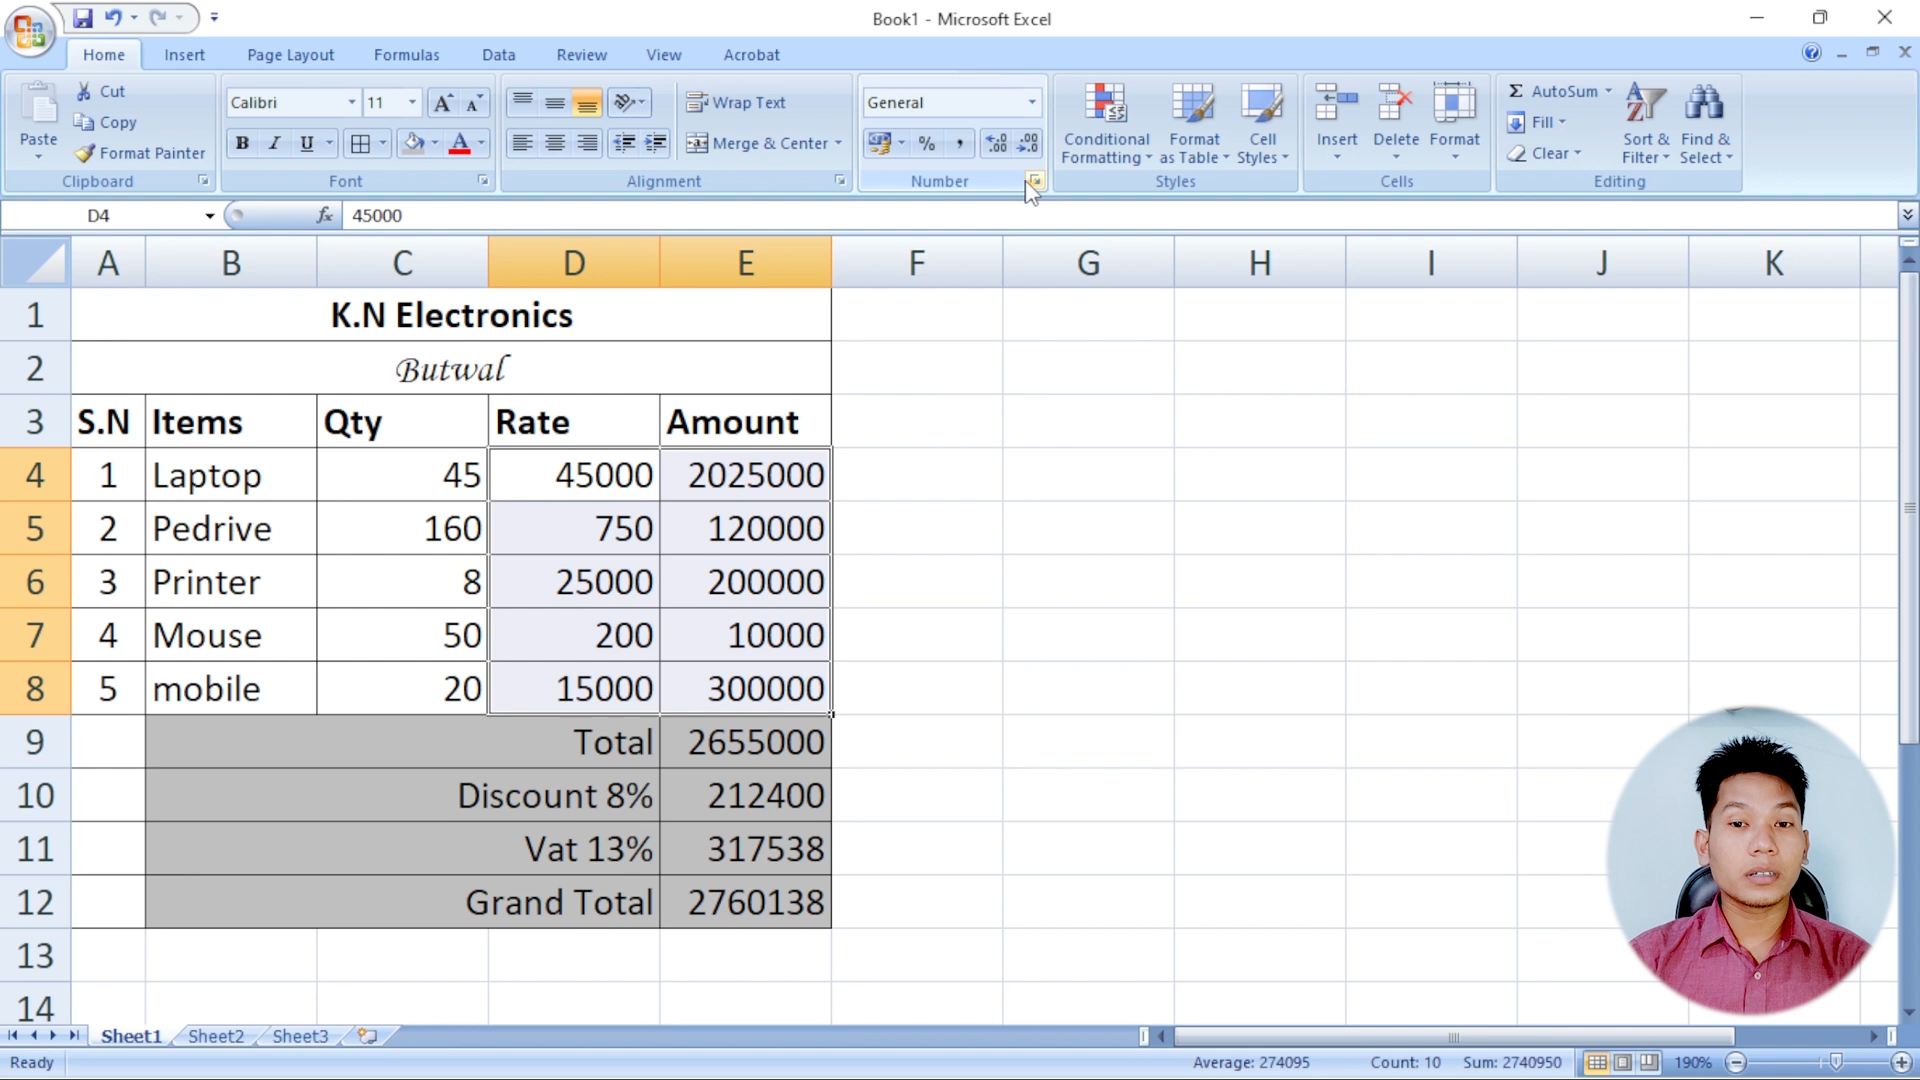 Book1 - Microsoft Excel
Home Insert Page Layout Formulas Data Review View Acrobat
Paste
Cut
Copy
Format Painter
Clipboard
Calibri 11
B I U
Font
Wrap Text
Merge & Center
Alignment
General
% ,
Number
Conditional Formatting
Format as Table
Cell Styles
Styles
Insert Delete Format
Cells
Σ AutoSum
Fill
Clear
Sort & Filter
Find & Select
Editing
D4 fx 45000
A B C D E F G H I J K
1 K.N Electronics
2 Butwal
3 S.N Items Qty Rate Amount
4 1 Laptop 45 45000 2025000
5 2 Pedrive 160 750 120000
6 3 Printer 8 25000 200000
7 4 Mouse 50 200 10000
8 5 mobile 20 15000 300000
9 Total 2655000
10 Discount 8% 212400
11 Vat 13% 317538
12 Grand Total 2760138
13
14
Sheet1 Sheet2 Sheet3
Ready Average: 274095 Count: 10 Sum: 2740950 190%